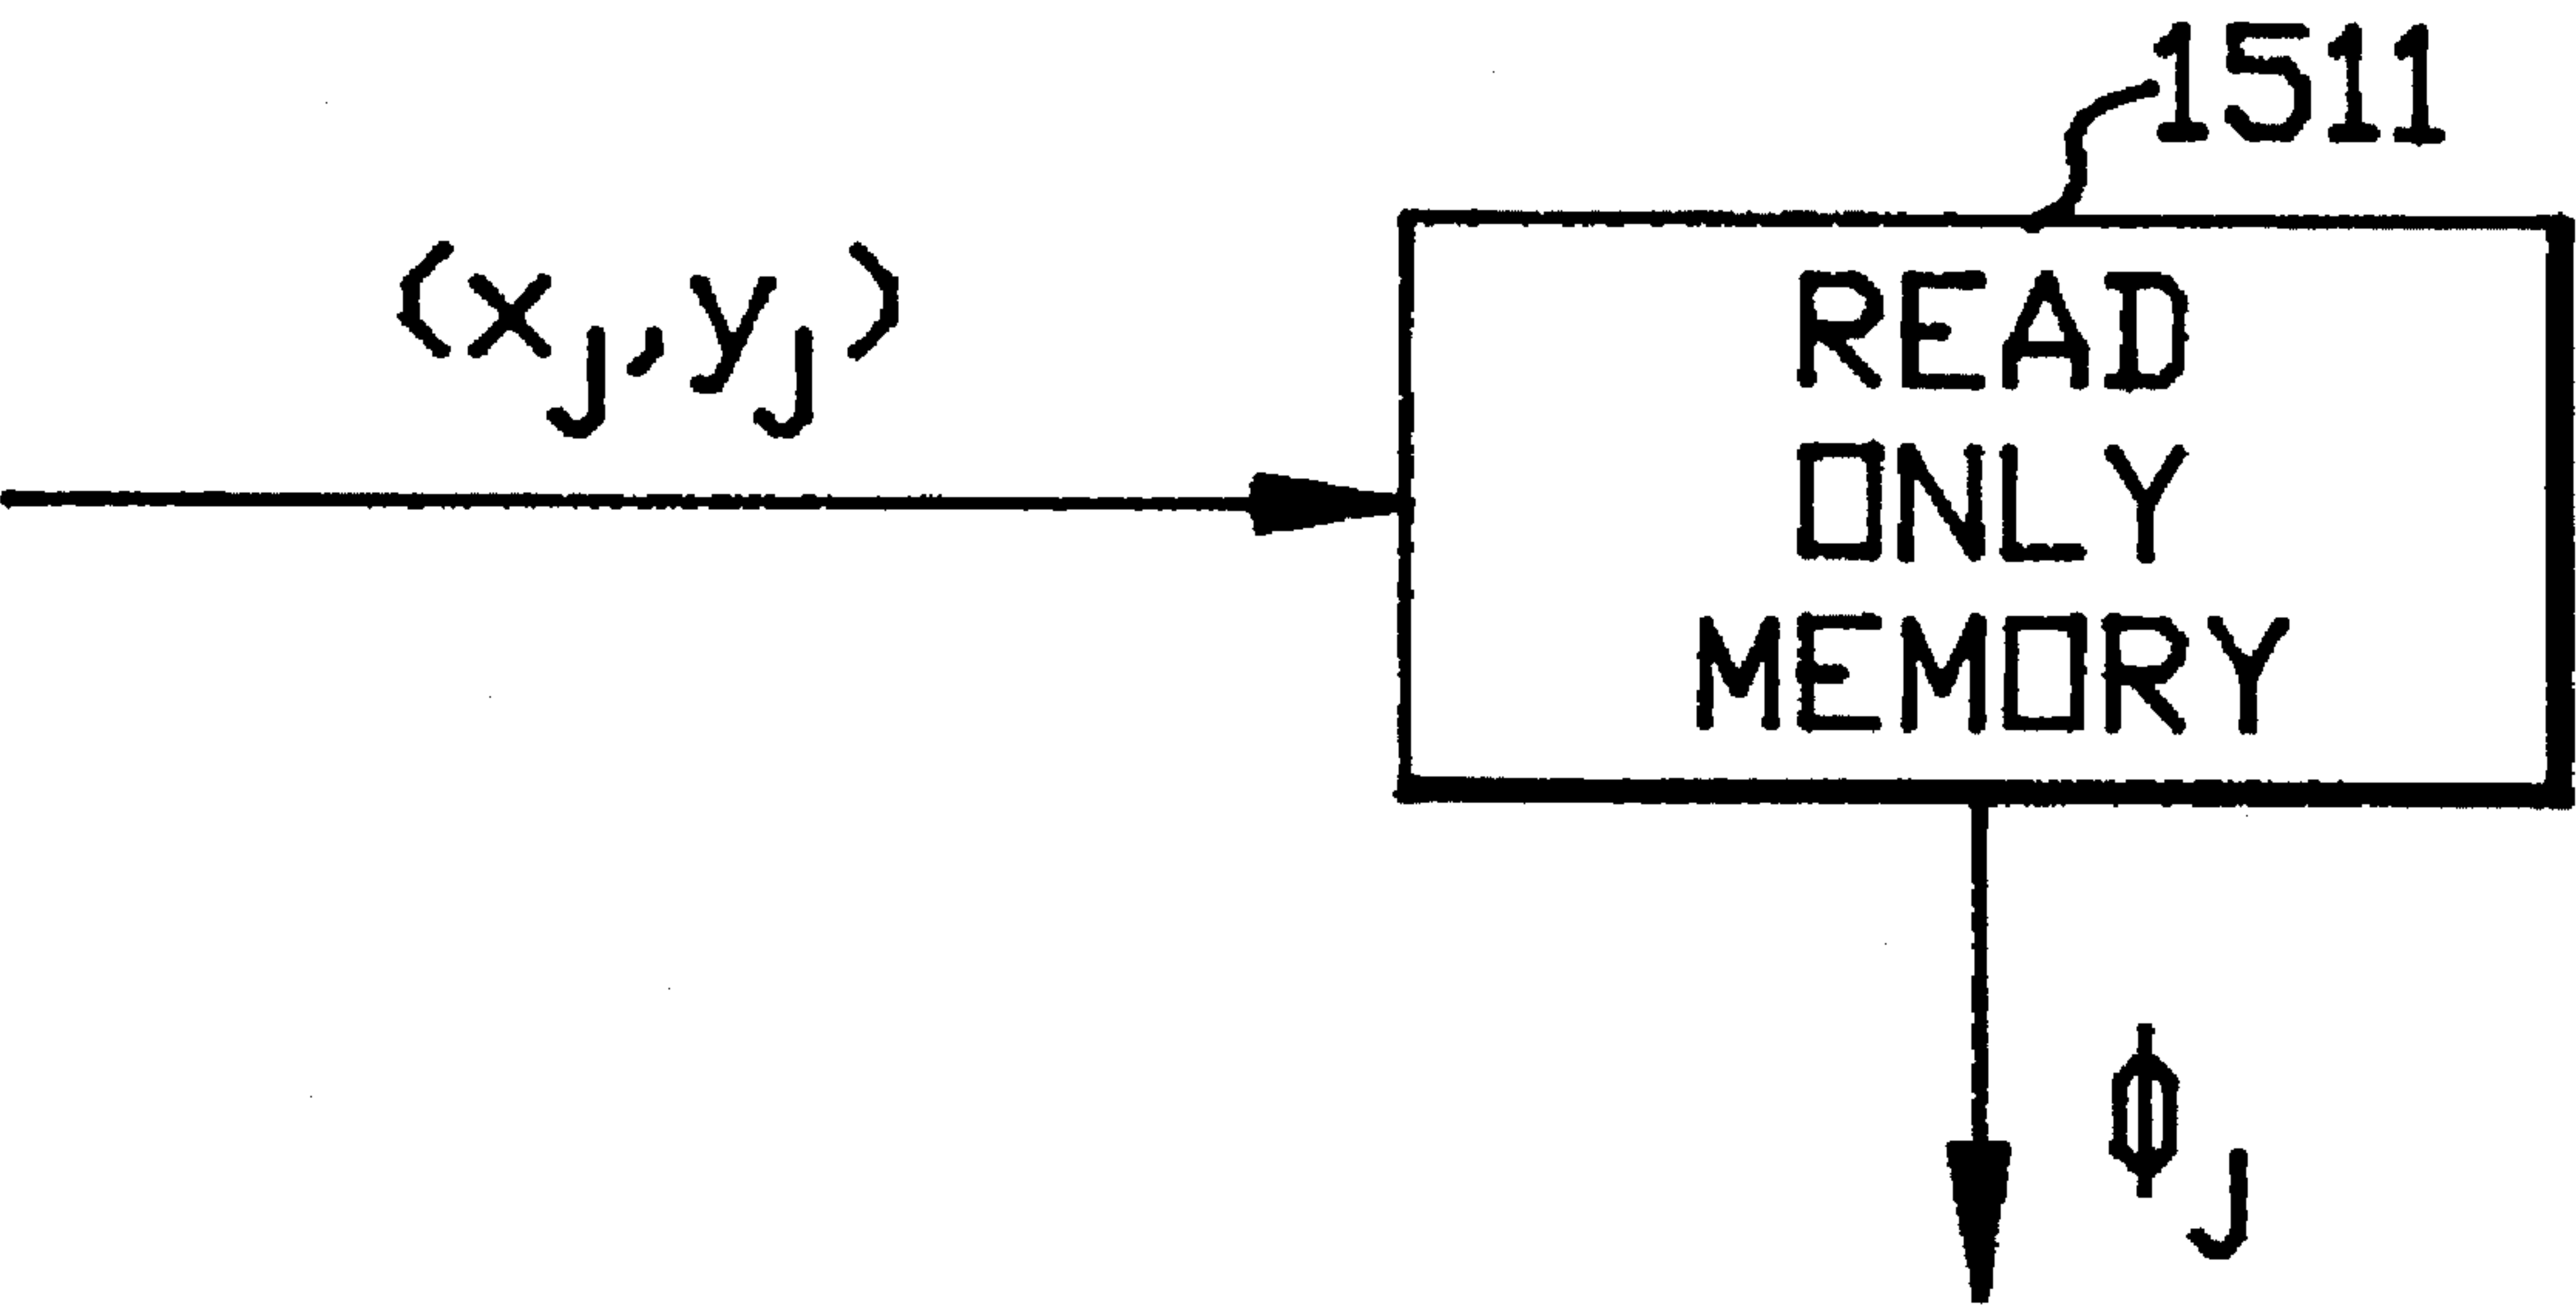 1511
(x_J, y_J)
READ
ONLY
MEMORY
ϕ_J